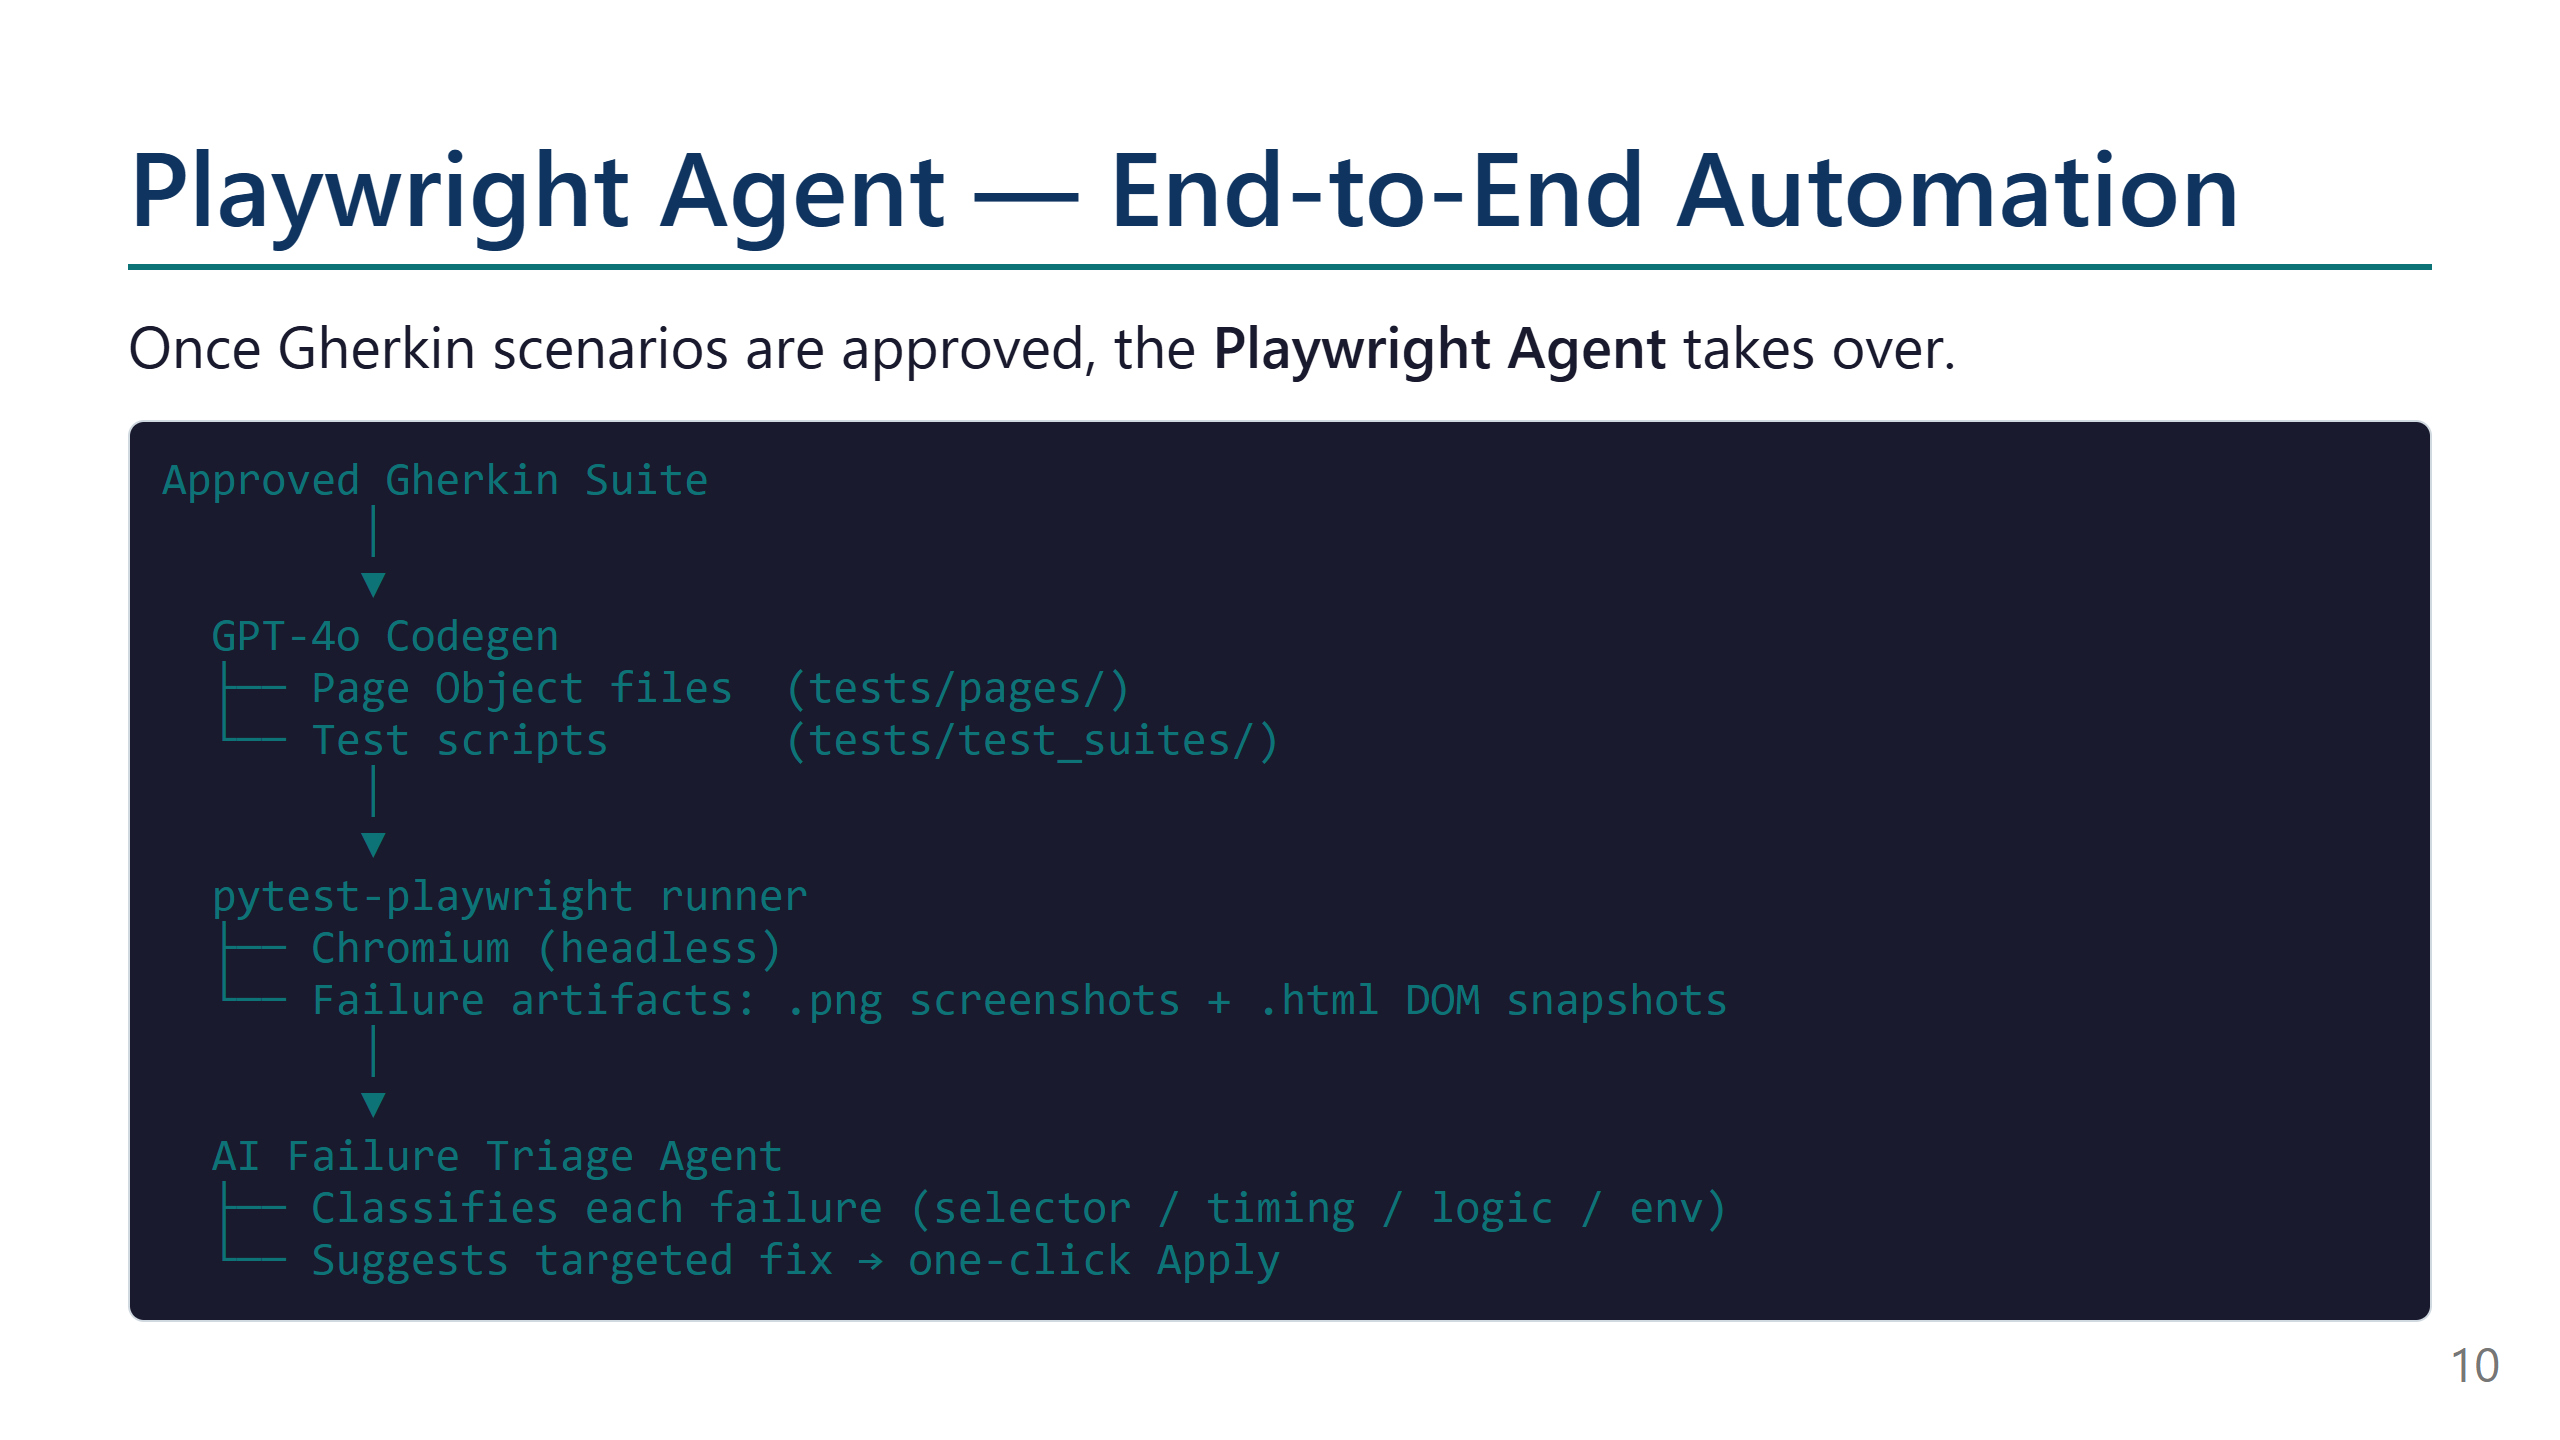 Playwright Agent — End-to-End Automation
Once Gherkin scenarios are approved, the Playwright Agent takes over.
Approved Gherkin Suite
│
▼
GPT-4o Codegen
├── Page Object files  (tests/pages/)
└── Test scripts       (tests/test_suites/)
│
▼
pytest-playwright runner
├── Chromium (headless)
└── Failure artifacts: .png screenshots + .html DOM snapshots
│
▼
AI Failure Triage Agent
├── Classifies each failure (selector / timing / logic / env)
└── Suggests targeted fix → one-click Apply
10